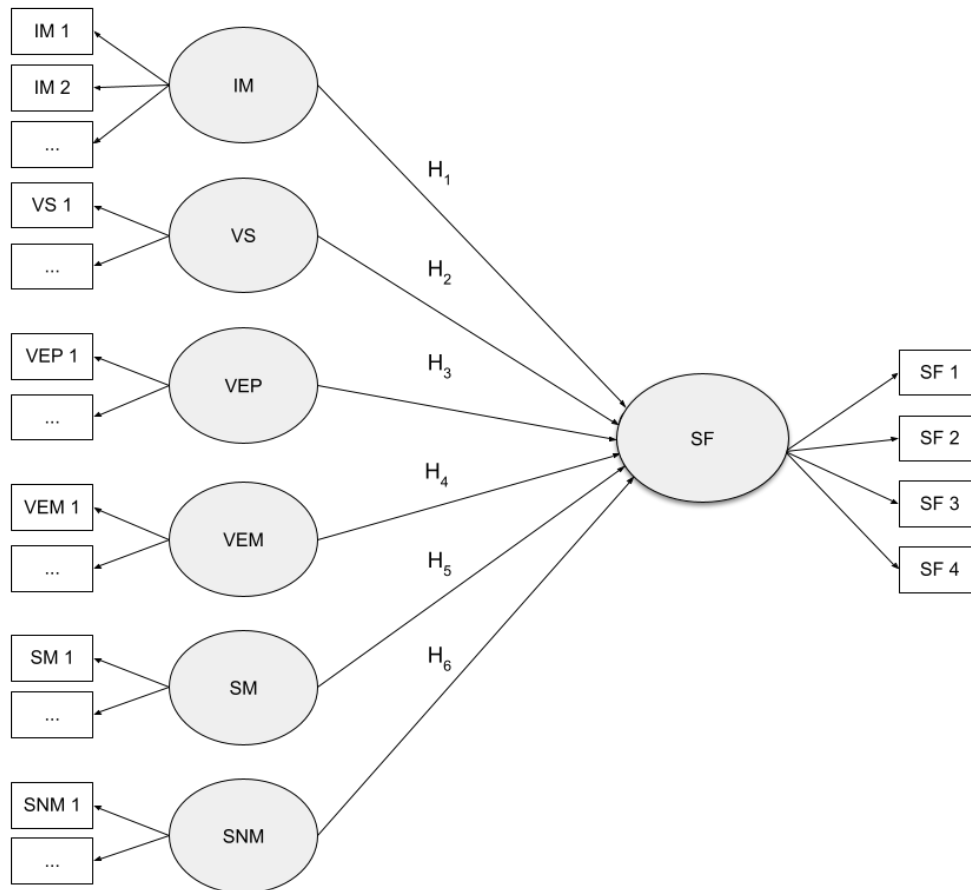 IM 1
IM 2
...
IM
VS 1
...
VS
VEP 1
...
VEP
VEM 1
...
VEM
SM 1
...
SM
SNM 1
...
SNM
H₁
H₂
H₃
H₄
H₅
H₆
SF
SF 1
SF 2
SF 3
SF 4